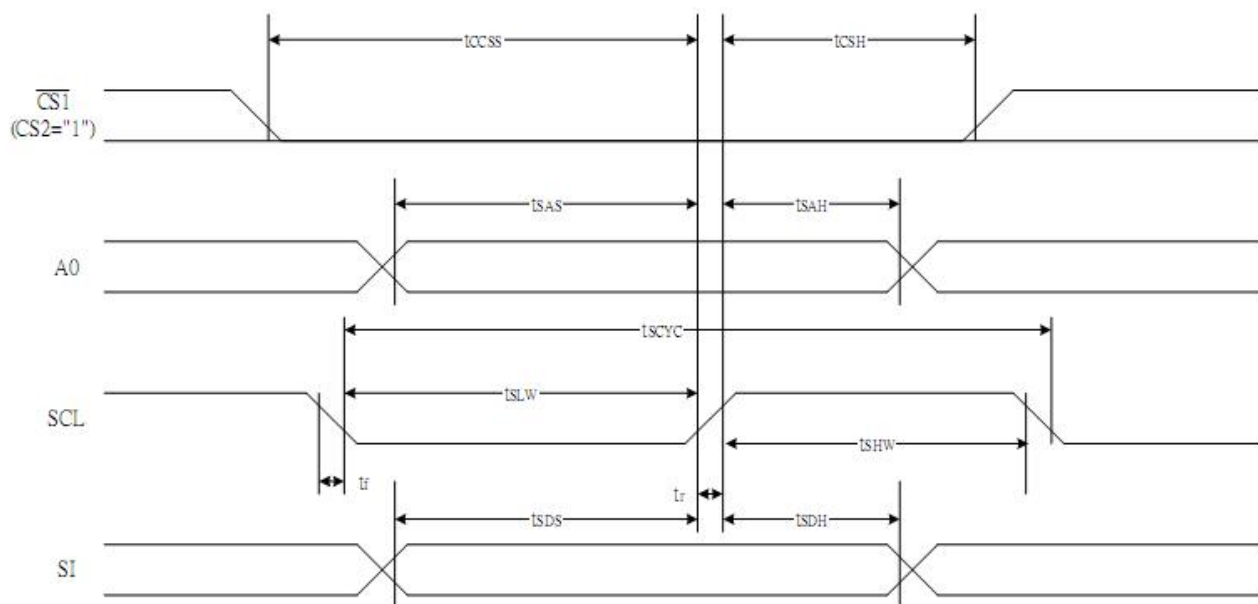 tCCSS
tCSH
CS1
(CS2="1")
tSAS
tSAH
A0
tSCYC
tSLW
SCL
tSHW
tf
tr
tSDS
tSDH
SI